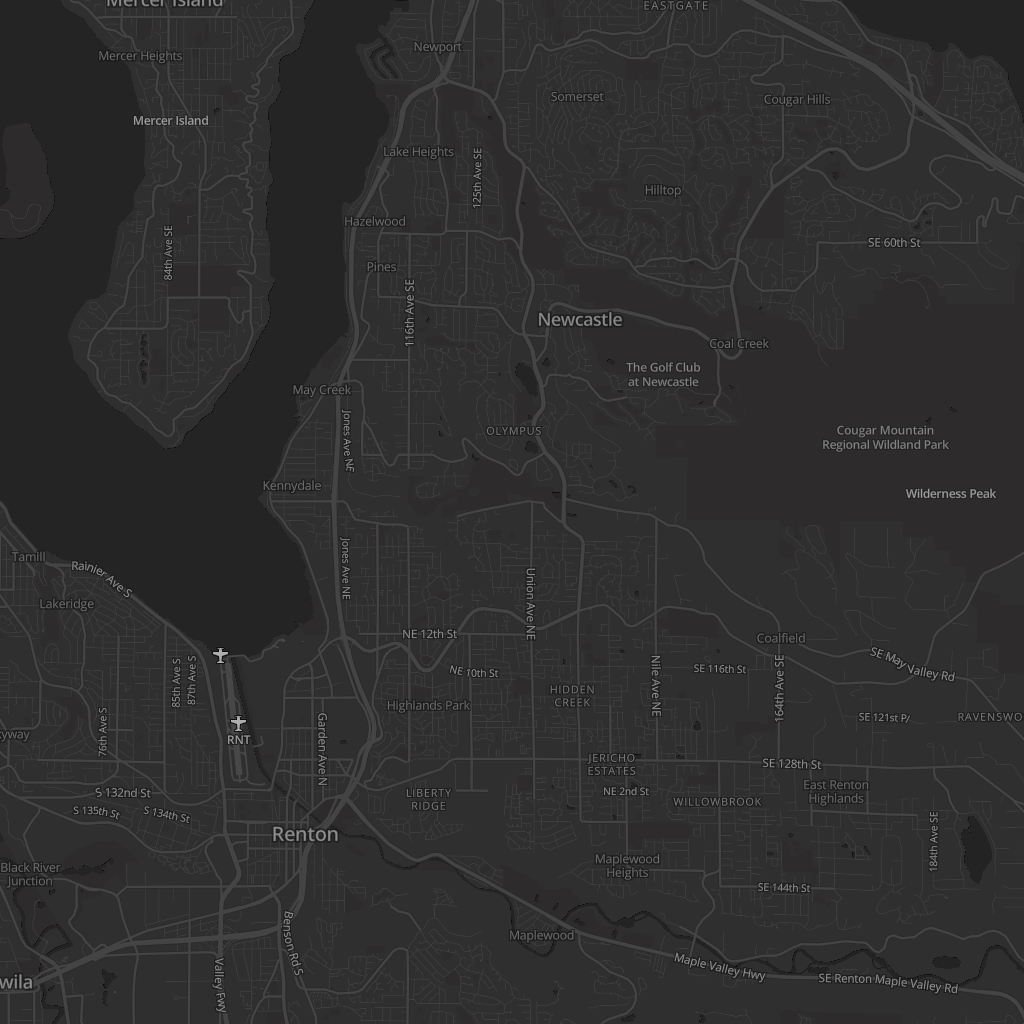 Mercer Island
EASTGATE
Newport
Mercer Heights
Somerset
Cougar Hills
Mercer Island
Lake Heights
125th Ave SE
Hilltop
Hazelwood
84th Ave SE
SE 60th St
Pines
116th Ave SE
Newcastle
Coal Creek
The Golf Club
at Newcastle
May Creek
Jones Ave NE
OLYMPUS
Cougar Mountain
Regional Wildland Park
Kennydale
Wilderness Peak
Tamill
Rainier Ave S
Jones Ave NE
Union Ave NE
Lakeridge
NE 12th St
Coalfield
SE May Valley Rd
85th Ave S
87th Ave S
NE 10th St
Nile Ave NE
SE 116th St
164th Ave SE
HIDDEN
CREEK
Highlands Park
SE 121st Pl
RAVENSWO
76th Ave S
kyway
RNT
Garden Ave N
JERICHO
ESTATES
SE 128th St
S 132nd St
LIBERTY
RIDGE
NE 2nd St
WILLOWBROOK
East Renton
Highlands
S 135th St
S 134th St
Renton
184th Ave SE
Black River
Junction
Maplewood
Heights
SE 144th St
Benson Rd S
Maplewood
Maple Valley Hwy
SE Renton Maple Valley Rd
wila
Valley Fwy